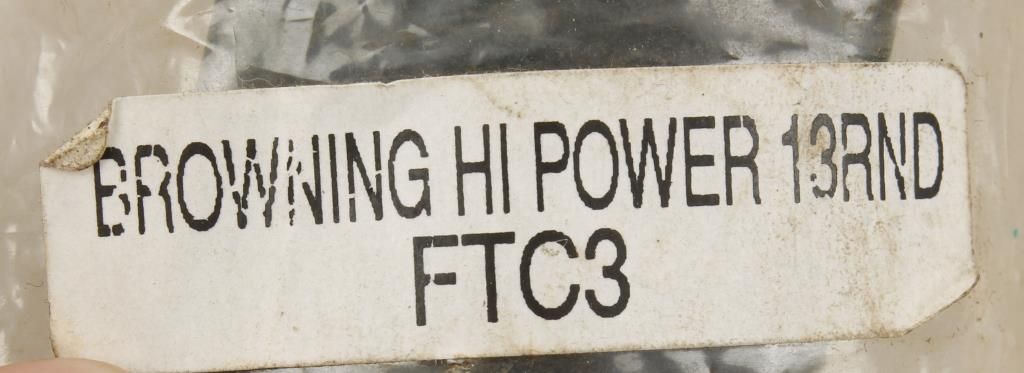 BROWNING HI POWER 13RND
FTC3